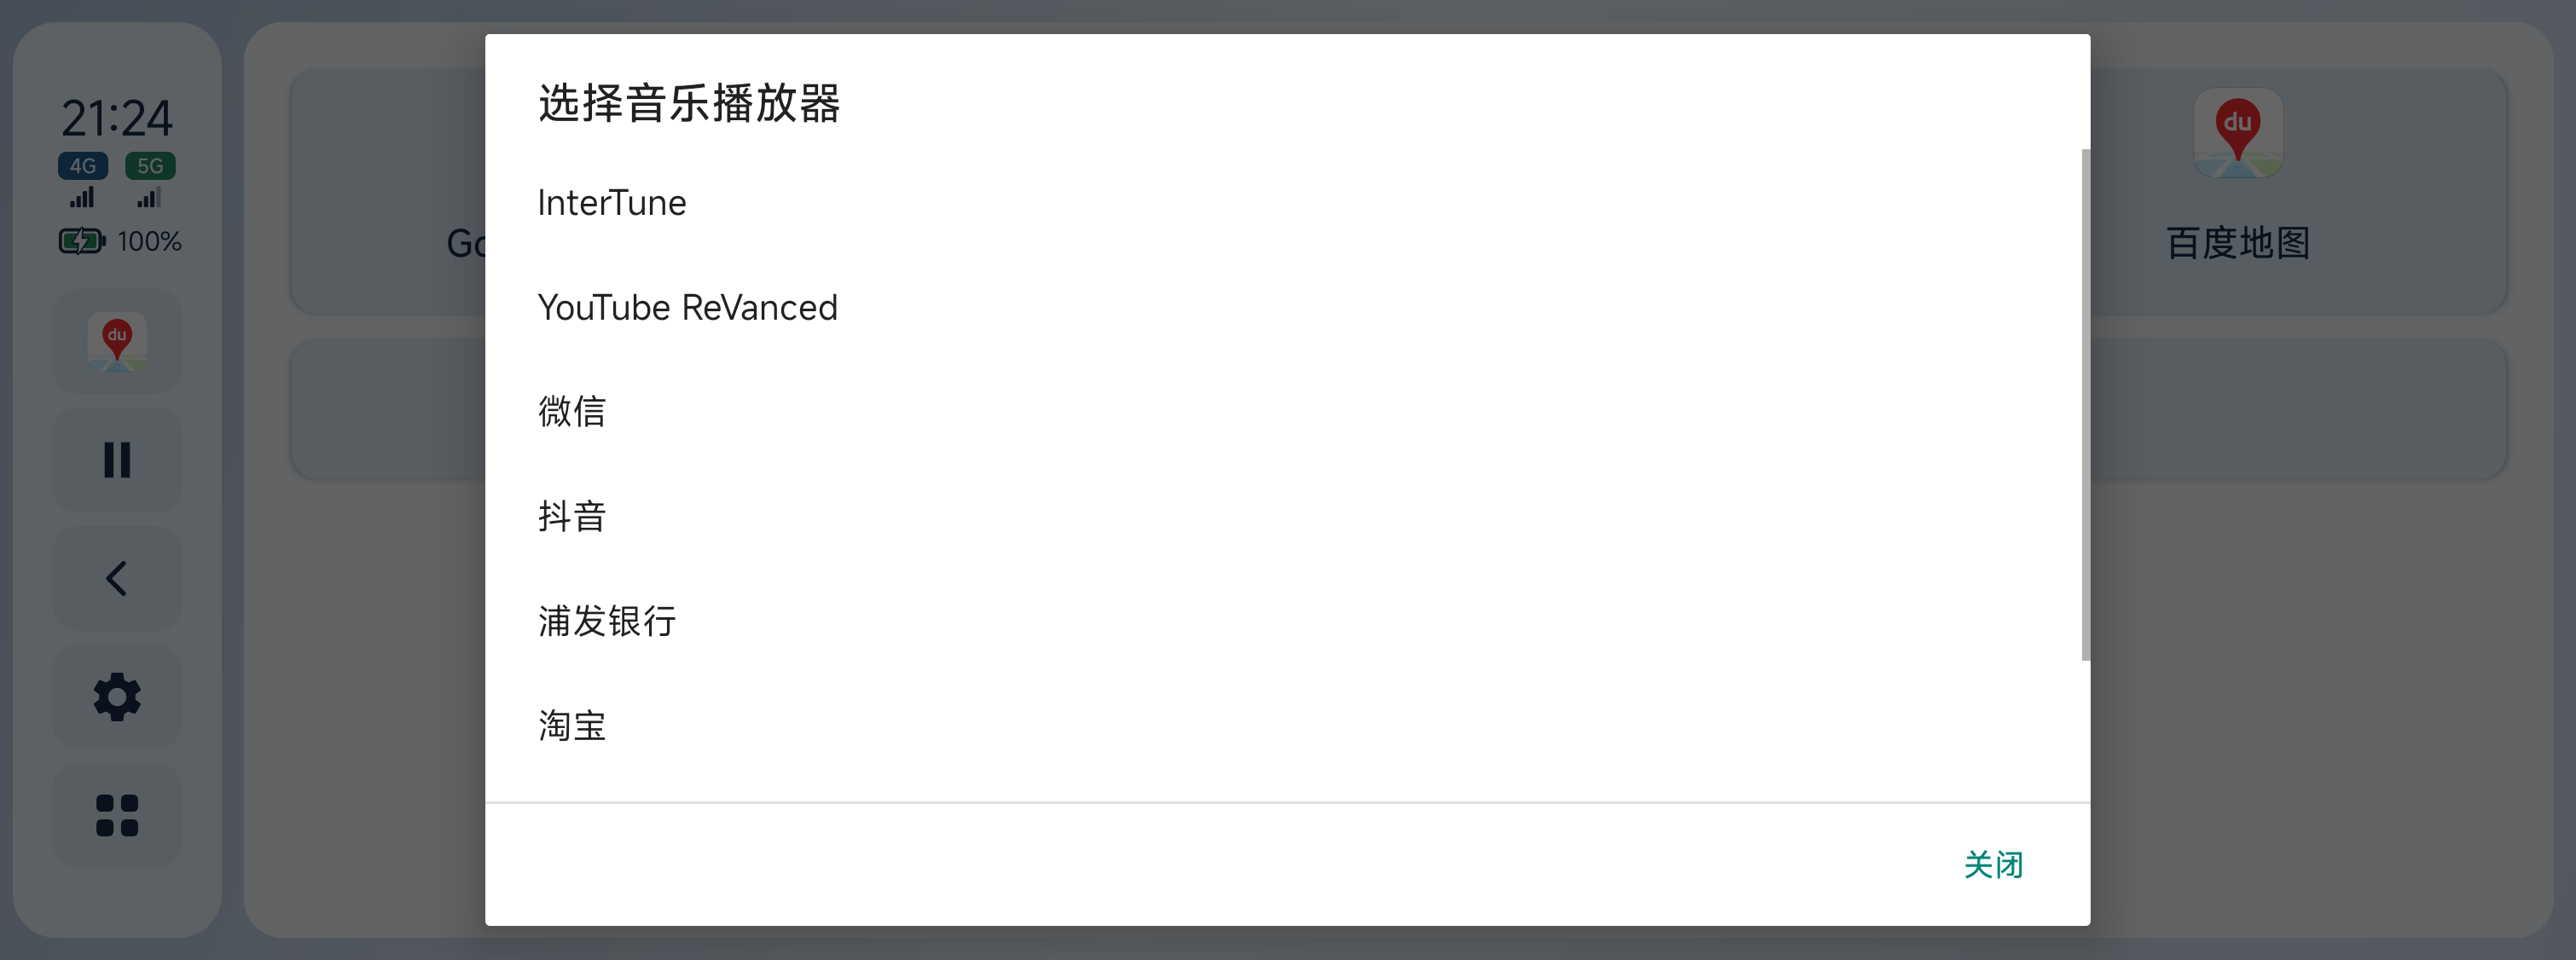 21:24
4G 5G
100%
du
选择音乐播放器
InterTune
YouTube ReVanced
微信
抖音
浦发银行
淘宝
关闭
du
百度地图